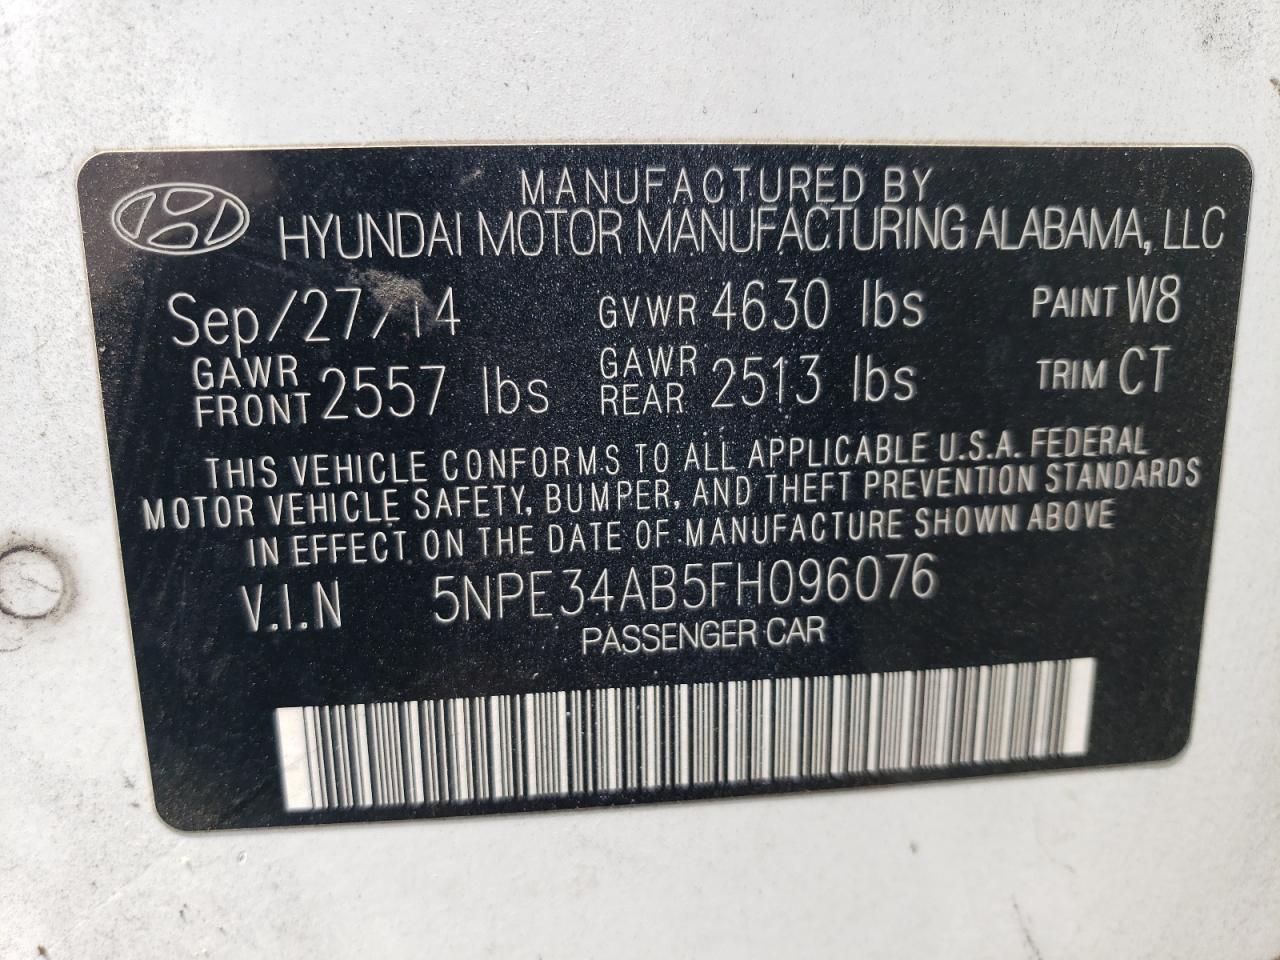 MANUFACTURED BY
HYUNDAI MOTOR MANUFACTURING ALABAMA, LLC
Sep/27/14 GVWR 4630 lbs PAINT W8
GAWR FRONT 2557 lbs GAWR REAR 2513 lbs TRIM CT
THIS VEHICLE CONFORMS TO ALL APPLICABLE U.S.A. FEDERAL
MOTOR VEHICLE SAFETY, BUMPER, AND THEFT PREVENTION STANDARDS
IN EFFECT ON THE DATE OF MANUFACTURE SHOWN ABOVE
V.I.N 5NPE34AB5FH096076
PASSENGER CAR